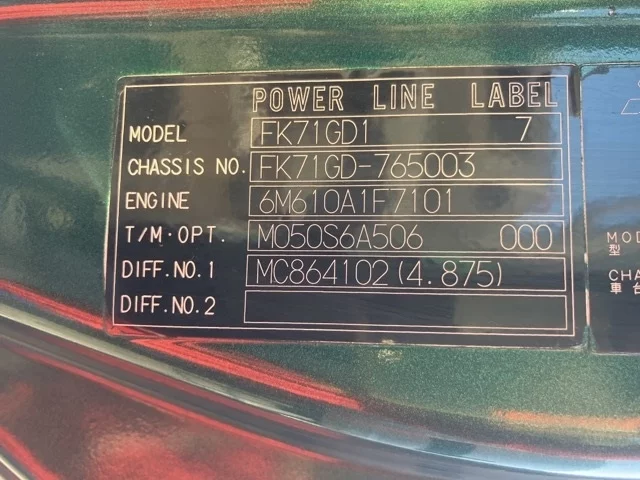 POWER LINE LABEL
MODEL FK71GD1 7
CHASSIS NO. FK71GD-765003
ENGINE 6M610A1F7101
T/M·OPT. M050S6A506 000
DIFF.NO.1 MC864102(4.875)
DIFF.NO.2
MOD
型
CHA
車台